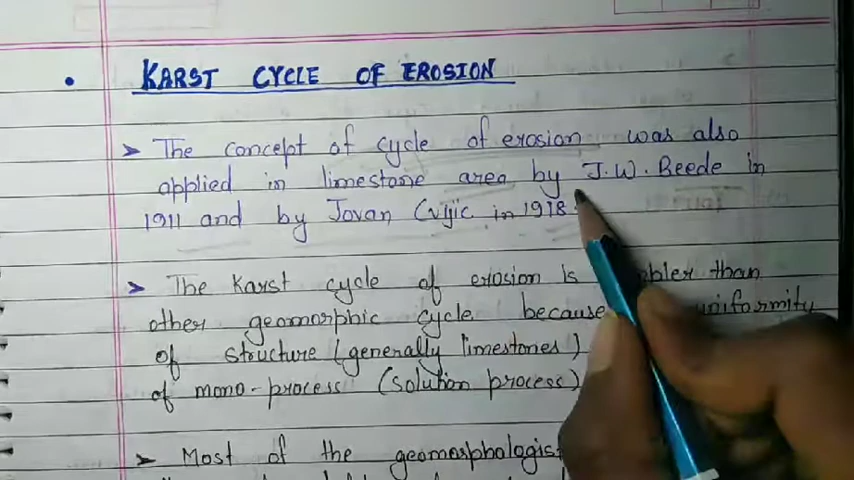 KARST CYCLE OF EROSION
The concept of cycle of erosion was also
applied in limestone area by J.W. Beede in
1911 and by Jovan Cvijic in 1918.
The Karst cycle of erosion is than
other geomorphic cycle because uniformity
of structure (generally limestones)
of mono-process (solution process)
Most of the